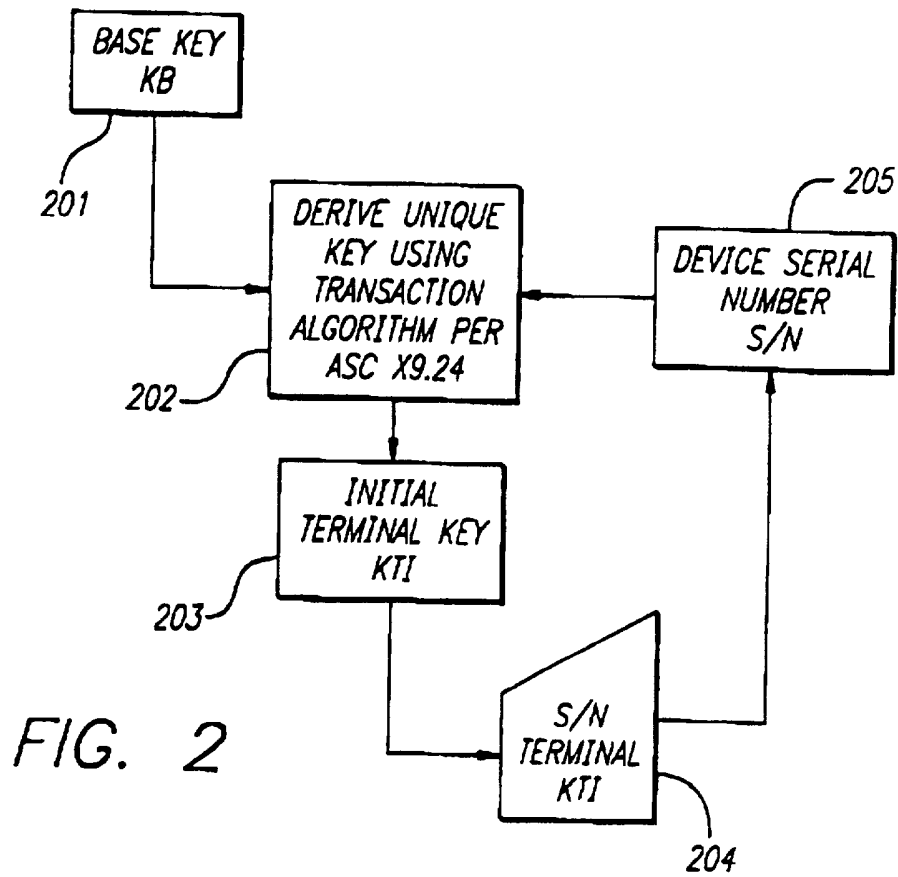 BASE KEY
KB
201
205
DERIVE UNIQUE
KEY USING
TRANSACTION
ALGORITHM PER
ASC X9.24
202
DEVICE SERIAL
NUMBER
S/N
INITIAL
TERMINAL KEY
KTI
203
S/N
TERMINAL
KTI
204
FIG. 2